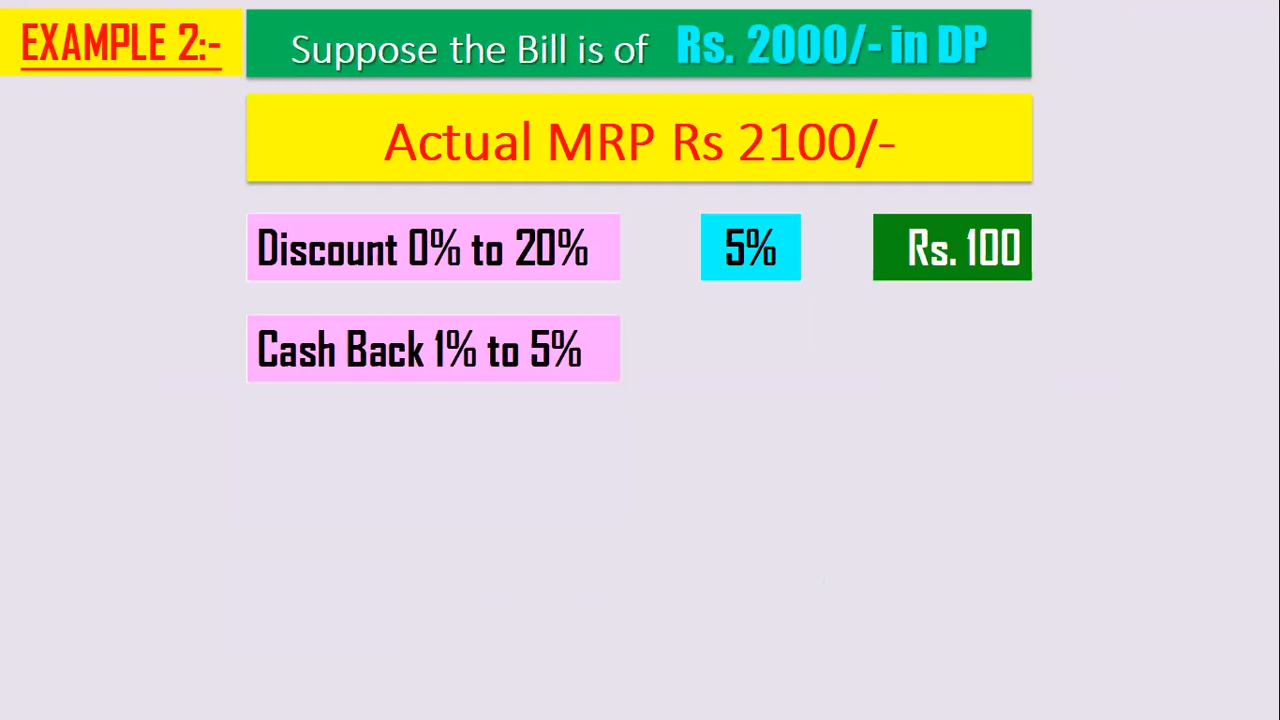 EXAMPLE 2:- Suppose the Bill is of Rs. 2000/- in DP
Actual MRP Rs 2100/-
Discount 0% to 20% 5% Rs. 100
Cash Back 1% to 5%